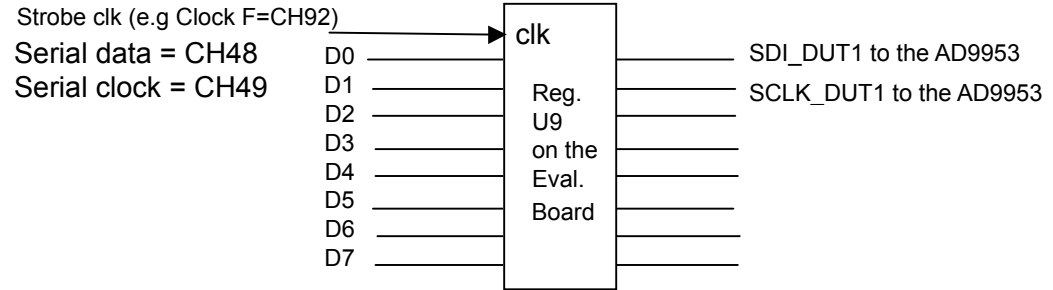 Strobe clk (e.g Clock F=CH92)
clk
Serial data = CH48
Serial clock = CH49
D0
D1
D2
D3
D4
D5
D6
D7
Reg.
U9
on the
Eval.
Board
SDI_DUT1 to the AD9953
SCLK_DUT1 to the AD9953